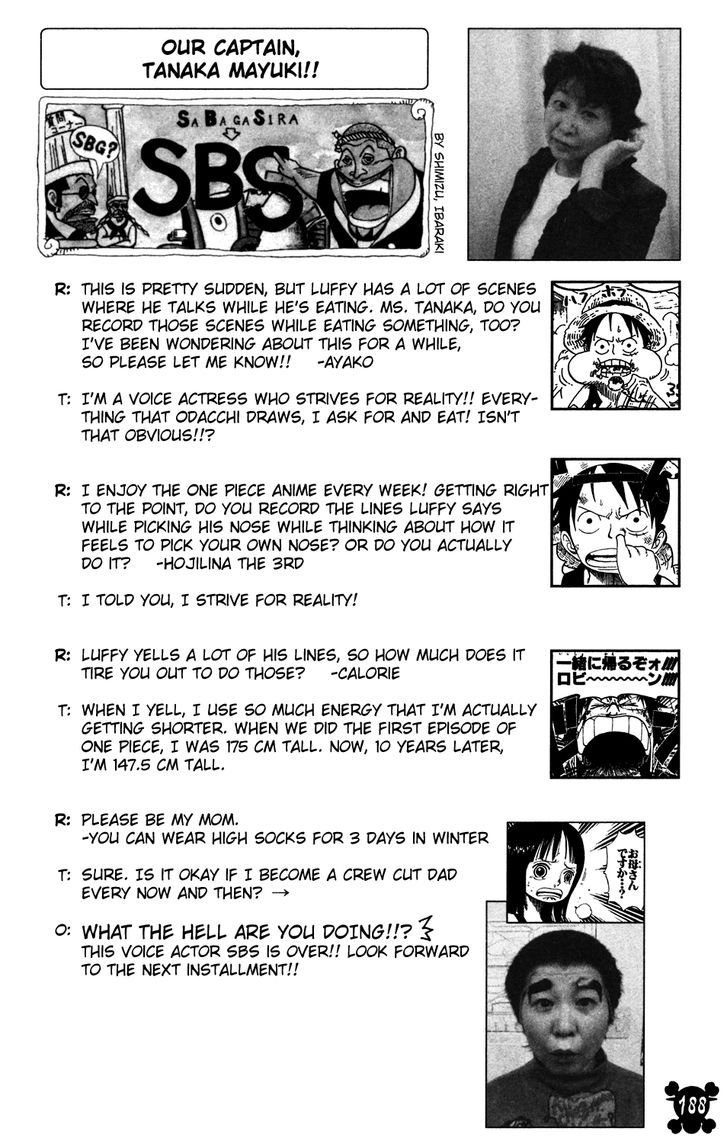 OUR CAPTAIN,
TANAKA MAYUKI!!
SA BA GA SIRA
SBG?
SBS
BY SHIMIZU, IBARAKI
R: THIS IS PRETTY SUDDEN, BUT LUFFY HAS A LOT OF SCENES
WHERE HE TALKS WHILE HE'S EATING. MS. TANAKA, DO YOU
RECORD THOSE SCENES WHILE EATING SOMETHING, TOO?
I'VE BEEN WONDERING ABOUT THIS FOR A WHILE,
SO PLEASE LET ME KNOW!! -AYAKO
T: I'M A VOICE ACTRESS WHO STRIVES FOR REALITY!! EVERY-
THING THAT ODACCHI DRAWS, I ASK FOR AND EAT! ISN'T
THAT OBVIOUS!!?
R: I ENJOY THE ONE PIECE ANIME EVERY WEEK! GETTING RIGHT
TO THE POINT, DO YOU RECORD THE LINES LUFFY SAYS
WHILE PICKING HIS NOSE WHILE THINKING ABOUT HOW IT
FEELS TO PICK YOUR OWN NOSE? OR DO YOU ACTUALLY
DO IT? -HOJILINA THE 3RD
T: I TOLD YOU, I STRIVE FOR REALITY!
R: LUFFY YELLS A LOT OF HIS LINES, SO HOW MUCH DOES IT
TIRE YOU OUT TO DO THOSE? -CALORIE
一緒に帰るぞォ!!!!
ロビ〜〜〜〜〜ン!!!!
T: WHEN I YELL, I USE SO MUCH ENERGY THAT I'M ACTUALLY
GETTING SHORTER. WHEN WE DID THE FIRST EPISODE OF
ONE PIECE, I WAS 175 CM TALL. NOW, 10 YEARS LATER,
I'M 147.5 CM TALL.
R: PLEASE BE MY MOM.
-YOU CAN WEAR HIGH SOCKS FOR 3 DAYS IN WINTER
お母さん
ですか…?
T: SURE. IS IT OKAY IF I BECOME A CREW CUT DAD
EVERY NOW AND THEN? →
O: WHAT THE HELL ARE YOU DOING!!?
THIS VOICE ACTOR SBS IS OVER!! LOOK FORWARD
TO THE NEXT INSTALLMENT!!
188